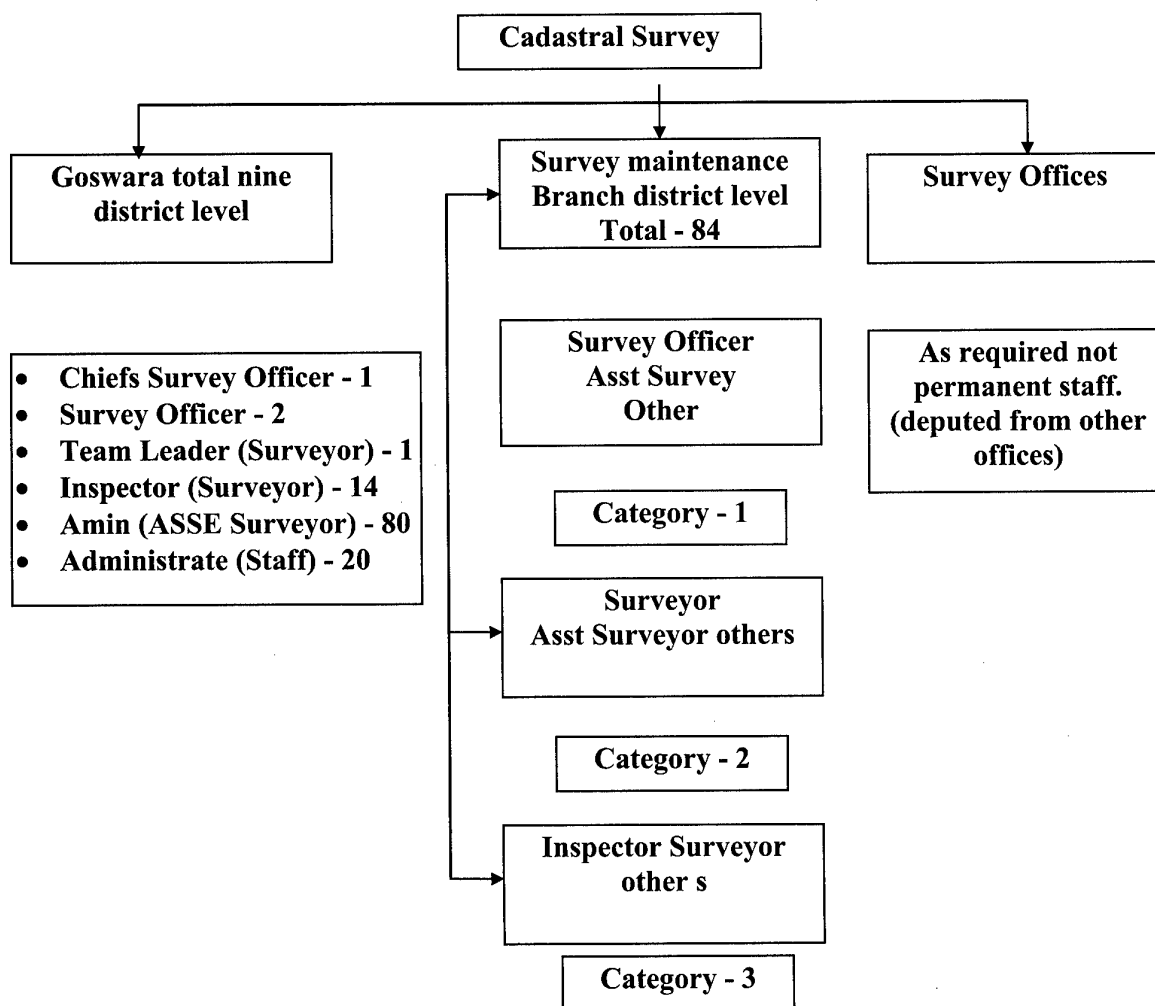 Cadastral Survey
Goswara total nine
district level
Survey maintenance
Branch district level
Total - 84
Survey Offices
• Chiefs Survey Officer - 1
• Survey Officer - 2
• Team Leader (Surveyor) - 1
• Inspector (Surveyor) - 14
• Amin (ASSE Surveyor) - 80
• Administrate (Staff) - 20
Survey Officer
Asst Survey
Other
As required not
permanent staff.
(deputed from other
offices)
Category - 1
Surveyor
Asst Surveyor others
Category - 2
Inspector Surveyor
other s
Category - 3